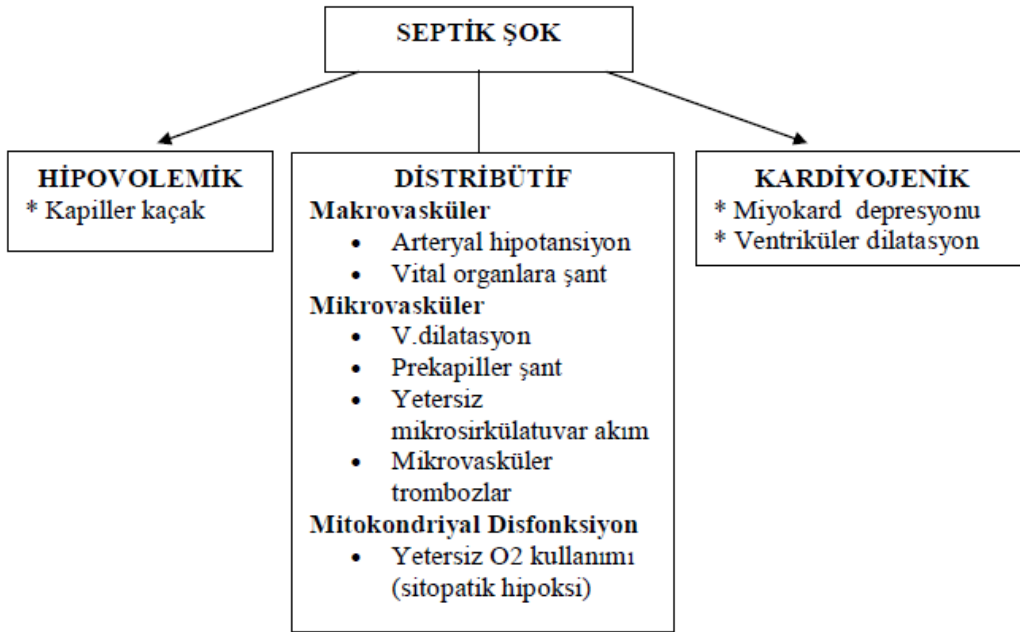 SEPTİK ŞOK
HİPOVOLEMİK
* Kapiller kaçak
DİSTRİBÜTİF
Makrovasküler
• Arteryal hipotansiyon
• Vital organlara şant
Mikrovasküler
• V.dilatasyon
• Prekapiller şant
• Yetersiz
mikrosirkülatuvar akım
• Mikrovasküler
trombozlar
Mitokondriyal Disfonksiyon
• Yetersiz O2 kullanımı
(sitopatik hipoksi)
KARDİYOJENİK
* Miyokard depresyonu
* Ventriküler dilatasyon